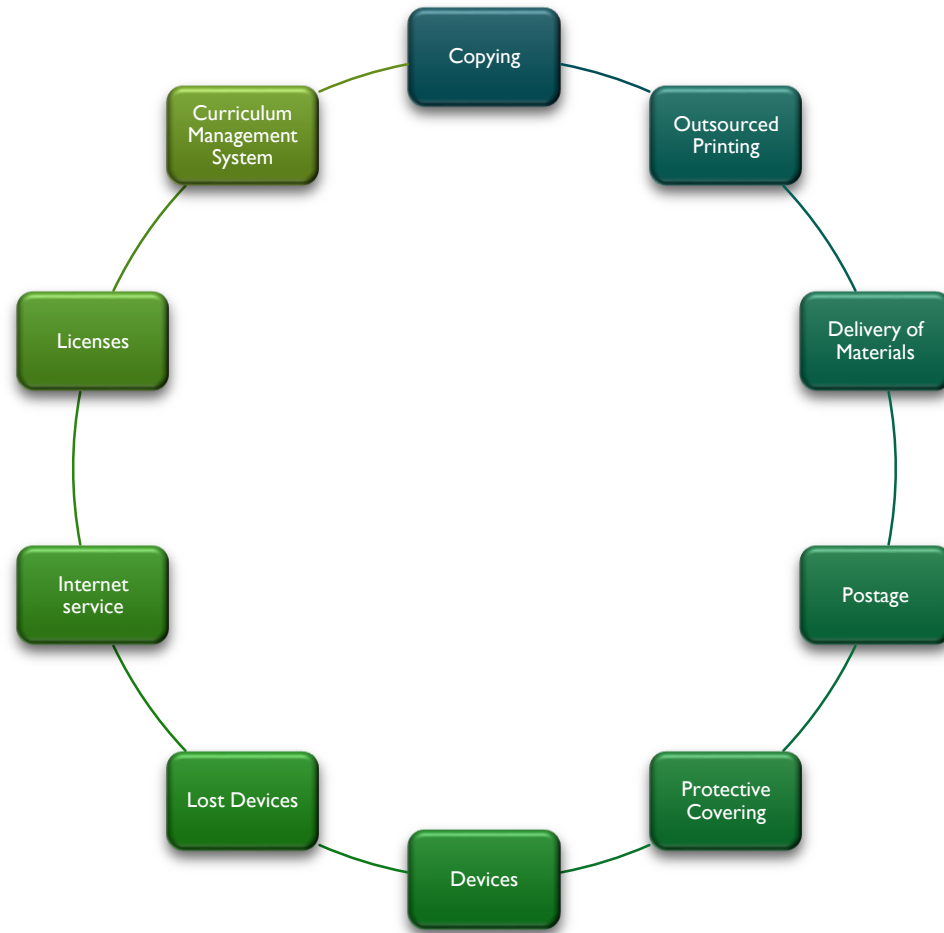 Copying
Outsourced
Printing
Delivery of
Materials
Postage
Protective
Covering
Devices
Lost Devices
Internet
service
Licenses
Curriculum
Management
System